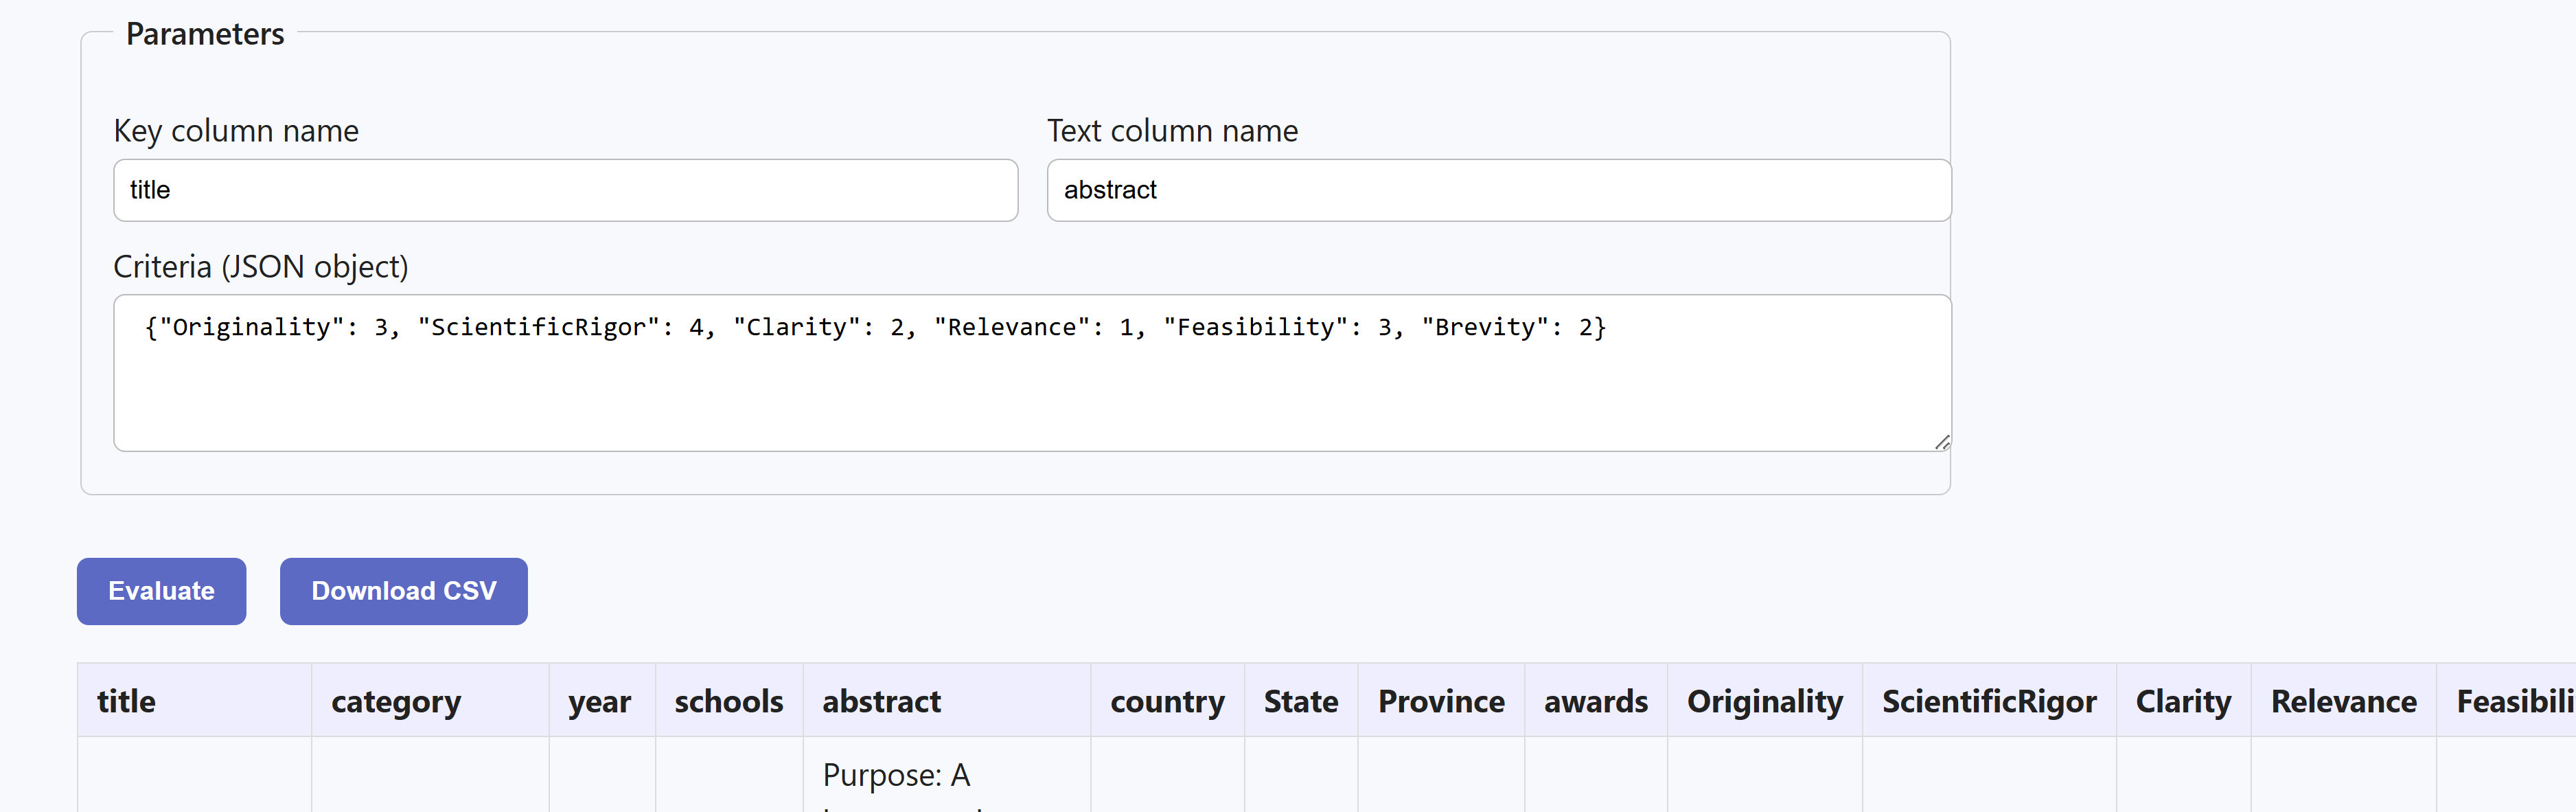 Parameters
Key column name
Text column name
title
abstract
Criteria (JSON object)
{"Originality": 3, "ScientificRigor": 4, "Clarity": 2, "Relevance": 1, "Feasibility": 3, "Brevity": 2}
Evaluate
Download CSV
title category year schools abstract country State Province awards Originality ScientificRigor Clarity Relevance Feasibili
Purpose: A